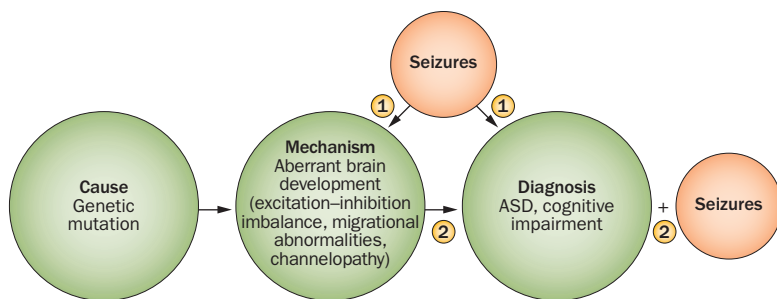 Seizures
1
1
Cause
Genetic
mutation
Mechanism
Aberrant brain
development
(excitation–inhibition
imbalance, migrational
abnormalities,
channelopathy)
2
Diagnosis
ASD, cognitive
impairment
+
2
Seizures